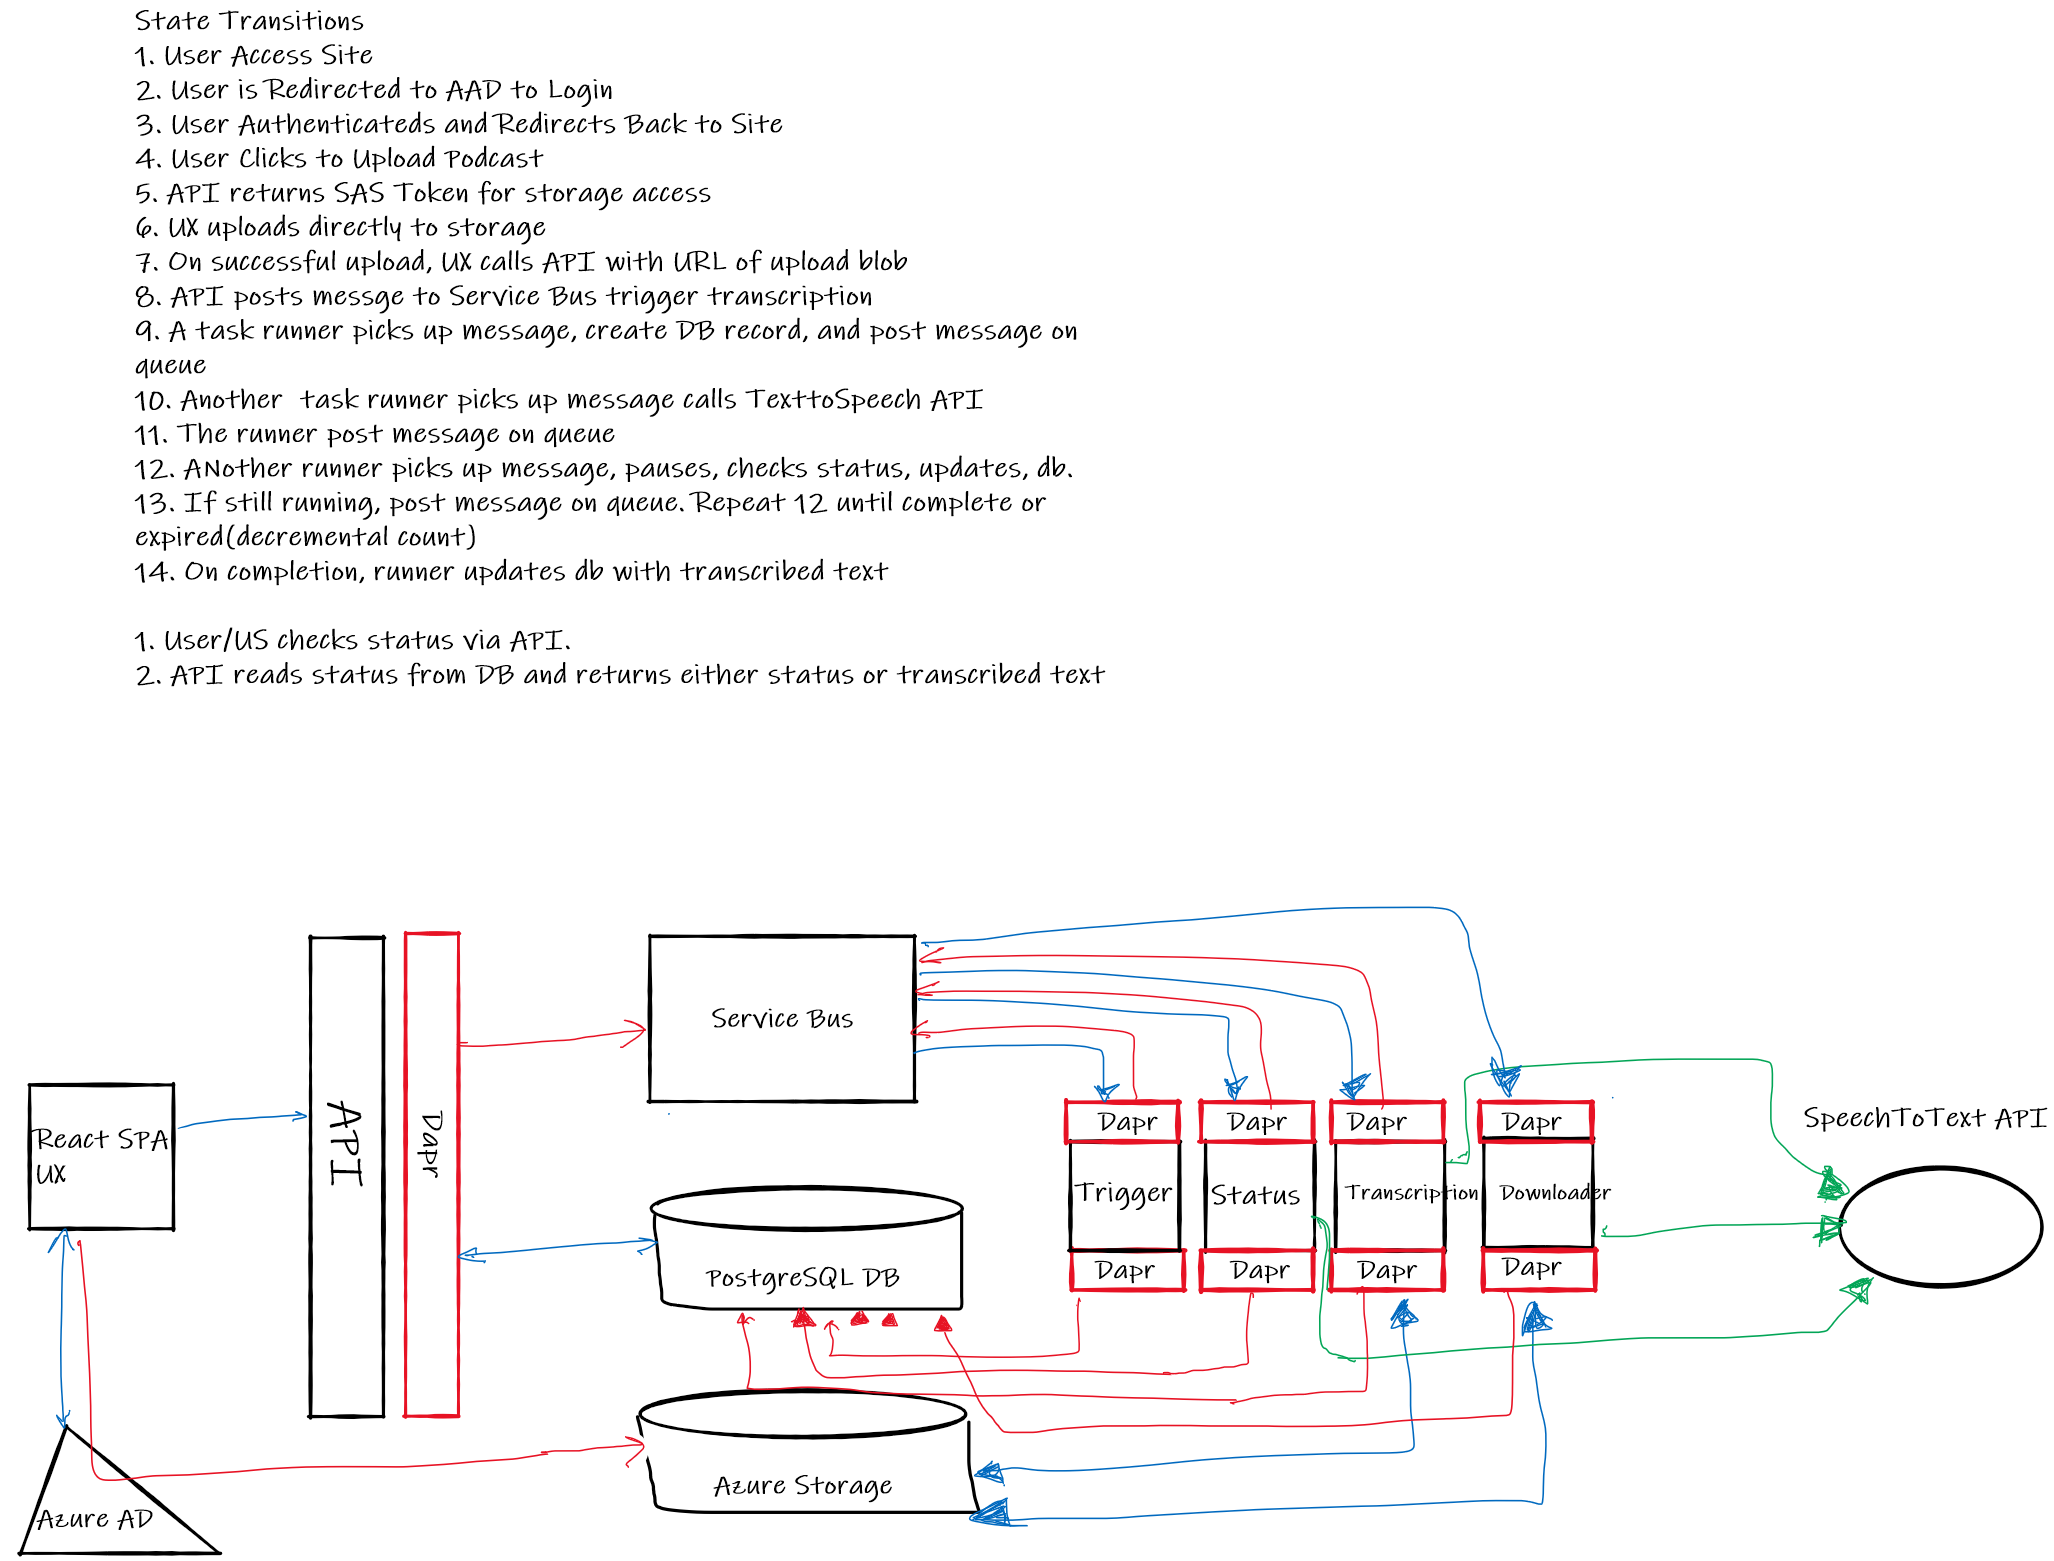 State Transitions
1. User Access Site
2. User is Redirected to AAD to Login
3. User Authenticateds and Redirects Back to Site
4. User Clicks to Upload Podcast
5. API returns SAS Token for storage access
6. UX uploads directly to storage
7. On successful upload, UX calls API with URL of upload blob
8. API posts messge to Service Bus trigger transcription
9. A task runner picks up message, create DB record, and post message on
queue
10. Another  task runner picks up message calls TexttoSpeech API
11. The runner post message on queue
12. ANother runner picks up message, pauses, checks status, updates, db.
13. If still running, post message on queue. Repeat 12 until complete or
expired(decremental count)
14. On completion, runner updates db with transcribed text
1. User/US checks status via API.
2. API reads status from DB and returns either status or transcribed text
React SPA
UX
API
Dapr
Service Bus
PostgreSQL DB
Azure Storage
Azure AD
Dapr
Trigger
Dapr
Dapr
Status
Dapr
Dapr
Transcription
Dapr
Dapr
Downloader
Dapr
SpeechToText API